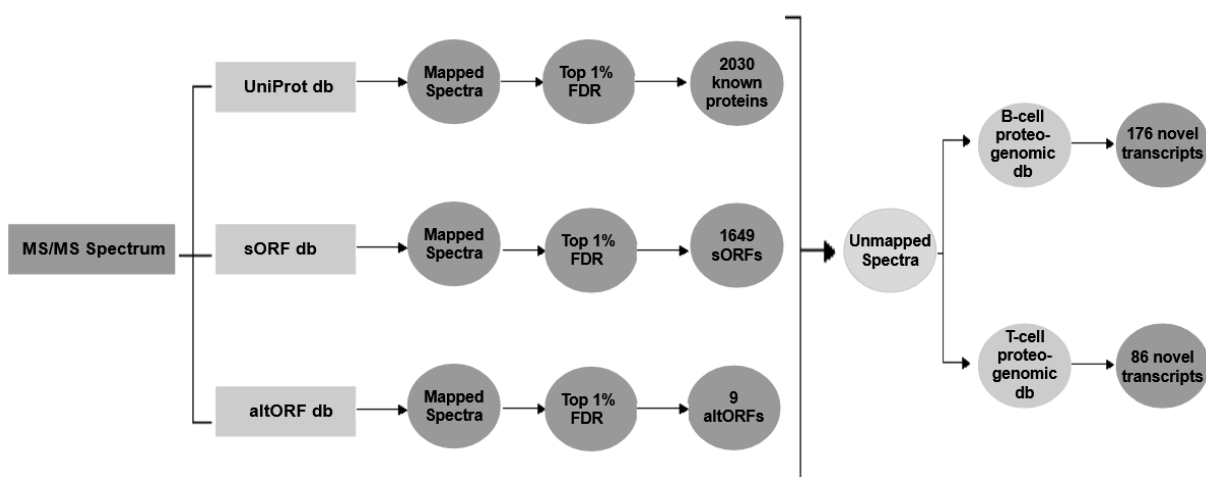 UniProt db
Mapped
Spectra
Top 1%
FDR
2030
known
proteins
MS/MS Spectrum
sORF db
Mapped
Spectra
Top 1%
FDR
1649
sORFs
altORF db
Mapped
Spectra
Top 1%
FDR
9
altORFs
Unmapped
Spectra
B-cell
proteo-
genomic
db
176 novel
transcripts
T-cell
proteo-
genomic
db
86 novel
transcripts